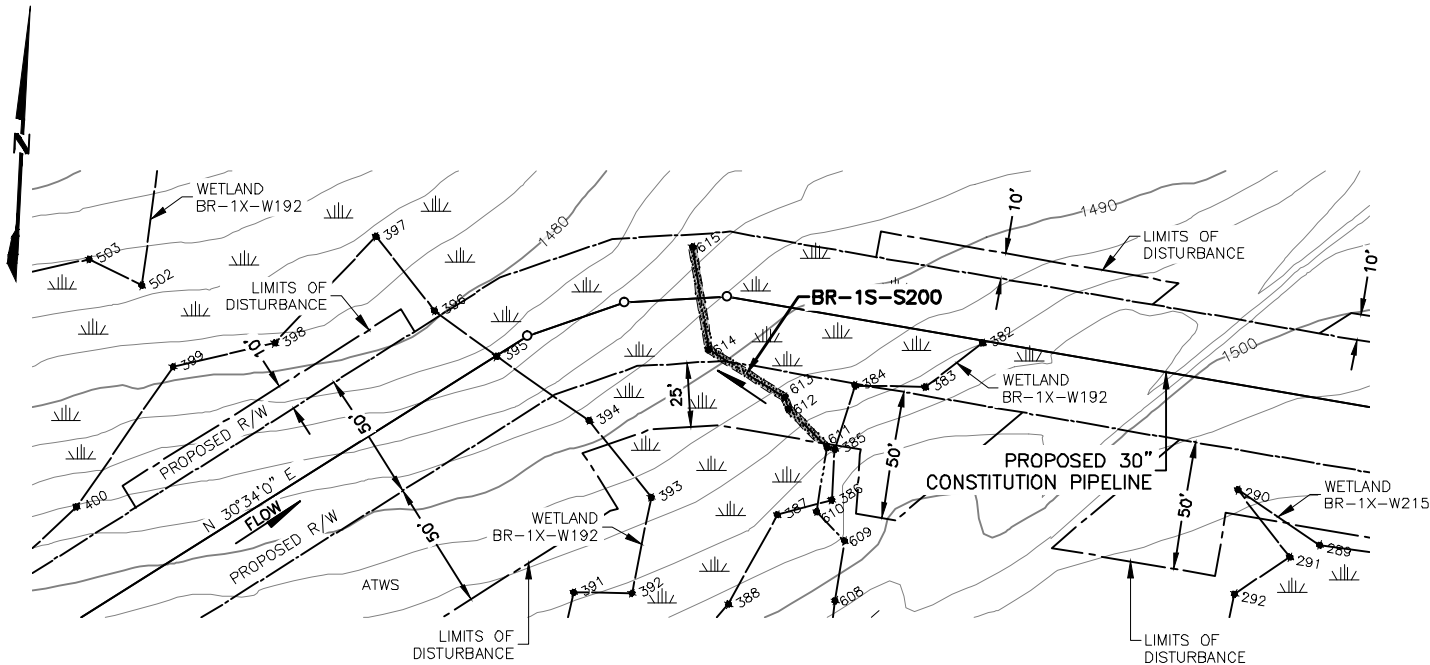 N
WETLAND
BR-1X-W192
503
502
397
1480
396
398
399
LIMITS OF
DISTURBANCE
10'
615
BR-1S-S200
10'
1490
LIMITS OF
DISTURBANCE
10'
1500
395
614
613
612
611
385
384
383
382
WETLAND
BR-1X-W192
25'
50'
394
393
PROPOSED R/W
50'
50'
400
N 30°34'0" E
FLOW
PROPOSED R/W
ATWS
WETLAND
BR-1X-W192
391
392
387
386
610
609
388
608
PROPOSED 30"
CONSTITUTION PIPELINE
50'
290
WETLAND
BR-1X-W215
289
291
292
LIMITS OF
DISTURBANCE
LIMITS OF
DISTURBANCE